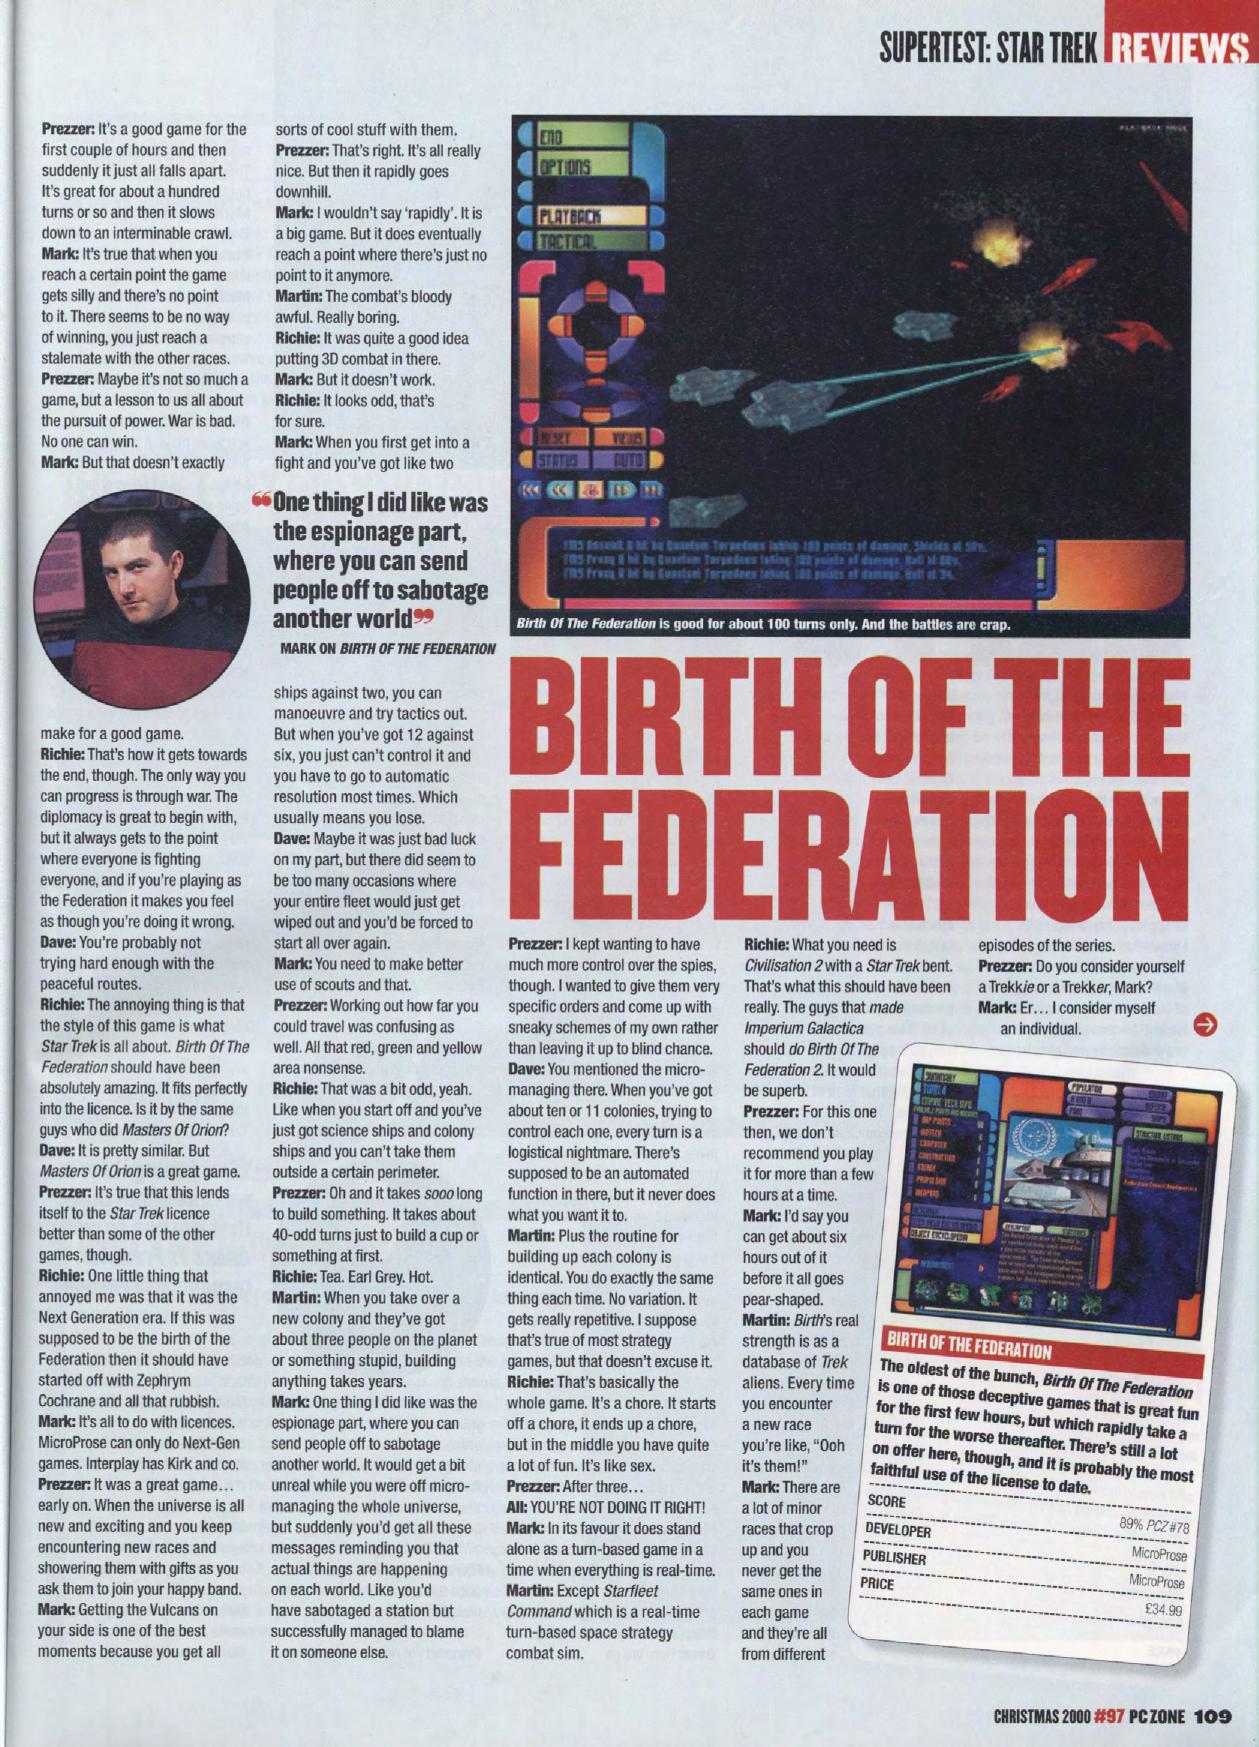 SUPERTEST: STAR TREK REVIEWS
Prezzer: It's a good game for the
first couple of hours and then
suddenly it just all falls apart.
It's great for about a hundred
turns or so and then it slows
down to an interminable crawl.
Mark: It's true that when you
reach a certain point the game
gets silly and there's no point
to it. There seems to be no way
of winning, you just reach a
stalemate with the other races.
Prezzer: Maybe it's not so much a
game, but a lesson to us all about
the pursuit of power. War is bad.
No one can win.
Mark: But that doesn't exactly
make for a good game.
Richie: That's how it gets towards
the end, though. The only way you
can progress is through war. The
diplomacy is great to begin with,
but it always gets to the point
where everyone is fighting
everyone, and if you're playing as
the Federation it makes you feel
as though you're doing it wrong.
Dave: You're probably not
trying hard enough with the
peaceful routes.
Richie: The annoying thing is that
the style of this game is what
Star Trek is all about. Birth Of The
Federation should have been
absolutely amazing. It fits perfectly
into the licence. Is it by the same
guys who did Masters Of Orion?
Dave: It is pretty similar. But
Masters Of Orion is a great game.
Prezzer: It's true that this lends
itself to the Star Trek licence
better than some of the other
games, though.
Richie: One little thing that
annoyed me was that it was the
Next Generation era. If this was
supposed to be the birth of the
Federation then it should have
started off with Zephrym
Cochrane and all that rubbish.
Mark: It's all to do with licences.
MicroProse can only do Next-Gen
games. Interplay has Kirk and co.
Prezzer: It was a great game...
early on. When the universe is all
new and exciting and you keep
encountering new races and
showering them with gifts as you
ask them to join your happy band.
Mark: Getting the Vulcans on
your side is one of the best
moments because you get all
sorts of cool stuff with them.
Prezzer: That's right. It's all really
nice. But then it rapidly goes
downhill.
Mark: I wouldn't say 'rapidly'. It is
a big game. But it does eventually
reach a point where there's just no
point to it anymore.
Martin: The combat's bloody
awful. Really boring.
Richie: It was quite a good idea
putting 3D combat in there.
Mark: But it doesn't work.
Richie: It looks odd, that's
for sure.
Mark: When you first get into a
fight and you've got like two
“One thing I did like was
the espionage part,
where you can send
people off to sabotage
another world”
MARK ON BIRTH OF THE FEDERATION
ships against two, you can
manoeuvre and try tactics out.
But when you've got 12 against
six, you just can't control it and
you have to go to automatic
resolution most times. Which
usually means you lose.
Dave: Maybe it was just bad luck
on my part, but there did seem to
be too many occasions where
your entire fleet would just get
wiped out and you'd be forced to
start all over again.
Mark: You need to make better
use of scouts and that.
Prezzer: Working out how far you
could travel was confusing as
well. All that red, green and yellow
area nonsense.
Richie: That was a bit odd, yeah.
Like when you start off and you've
just got science ships and colony
ships and you can't take them
outside a certain perimeter.
Prezzer: Oh and it takes sooo long
to build something. It takes about
40-odd turns just to build a cup or
something at first.
Richie: Tea. Earl Grey. Hot.
Martin: When you take over a
new colony and they've got
about three people on the planet
or something stupid, building
anything takes years.
Mark: One thing I did like was the
espionage part, where you can
send people off to sabotage
another world. It would get a bit
unreal while you were off micro-
managing the whole universe,
but suddenly you'd get all these
messages reminding you that
actual things are happening
on each world. Like you'd
have sabotaged a station but
successfully managed to blame
it on someone else.
END
OPTIONS
PLAYBACK
TACTICAL
RESET VIEWS
STATUS AUTO
Birth Of The Federation is good for about 100 turns only. And the battles are crap.
BIRTH OF THE
FEDERATION
Prezzer: I kept wanting to have
much more control over the spies,
though. I wanted to give them very
specific orders and come up with
sneaky schemes of my own rather
than leaving it up to blind chance.
Dave: You mentioned the micro-
managing there. When you've got
about ten or 11 colonies, trying to
control each one, every turn is a
logistical nightmare. There's
supposed to be an automated
function in there, but it never does
what you want it to.
Martin: Plus the routine for
building up each colony is
identical. You do exactly the same
thing each time. No variation. It
gets really repetitive. I suppose
that's true of most strategy
games, but that doesn't excuse it.
Richie: That's basically the
whole game. It's a chore. It starts
off a chore, it ends up a chore,
but in the middle you have quite
a lot of fun. It's like sex.
Prezzer: After three...
All: YOU'RE NOT DOING IT RIGHT!
Mark: In its favour it does stand
alone as a turn-based game in a
time when everything is real-time.
Martin: Except Starfleet
Command which is a real-time
turn-based space strategy
combat sim.
Richie: What you need is
Civilisation 2 with a Star Trek bent.
That's what this should have been
really. The guys that made
Imperium Galactica
should do Birth Of The
Federation 2. It would
be superb.
Prezzer: For this one
then, we don't
recommend you play
it for more than a few
hours at a time.
Mark: I'd say you
can get about six
hours out of it
before it all goes
pear-shaped.
Martin: Birth's real
strength is as a
database of Trek
aliens. Every time
you encounter
a new race
you're like, "Ooh
it's them!"
Mark: There are
a lot of minor
races that crop
up and you
never get the
same ones in
each game
and they're all
from different
episodes of the series.
Prezzer: Do you consider yourself
a Trekkie or a Trekker, Mark?
Mark: Er... I consider myself
an individual.
BIRTH OF THE FEDERATION
The oldest of the bunch, Birth Of The Federation
is one of those deceptive games that is great fun
for the first few hours, but which rapidly take a
turn for the worse thereafter. There's still a lot
on offer here, though, and it is probably the most
faithful use of the license to date.
SCORE 89% PCZ #78
DEVELOPER MicroProse
PUBLISHER MicroProse
PRICE £34.99
CHRISTMAS 2000 #97 PC ZONE 109